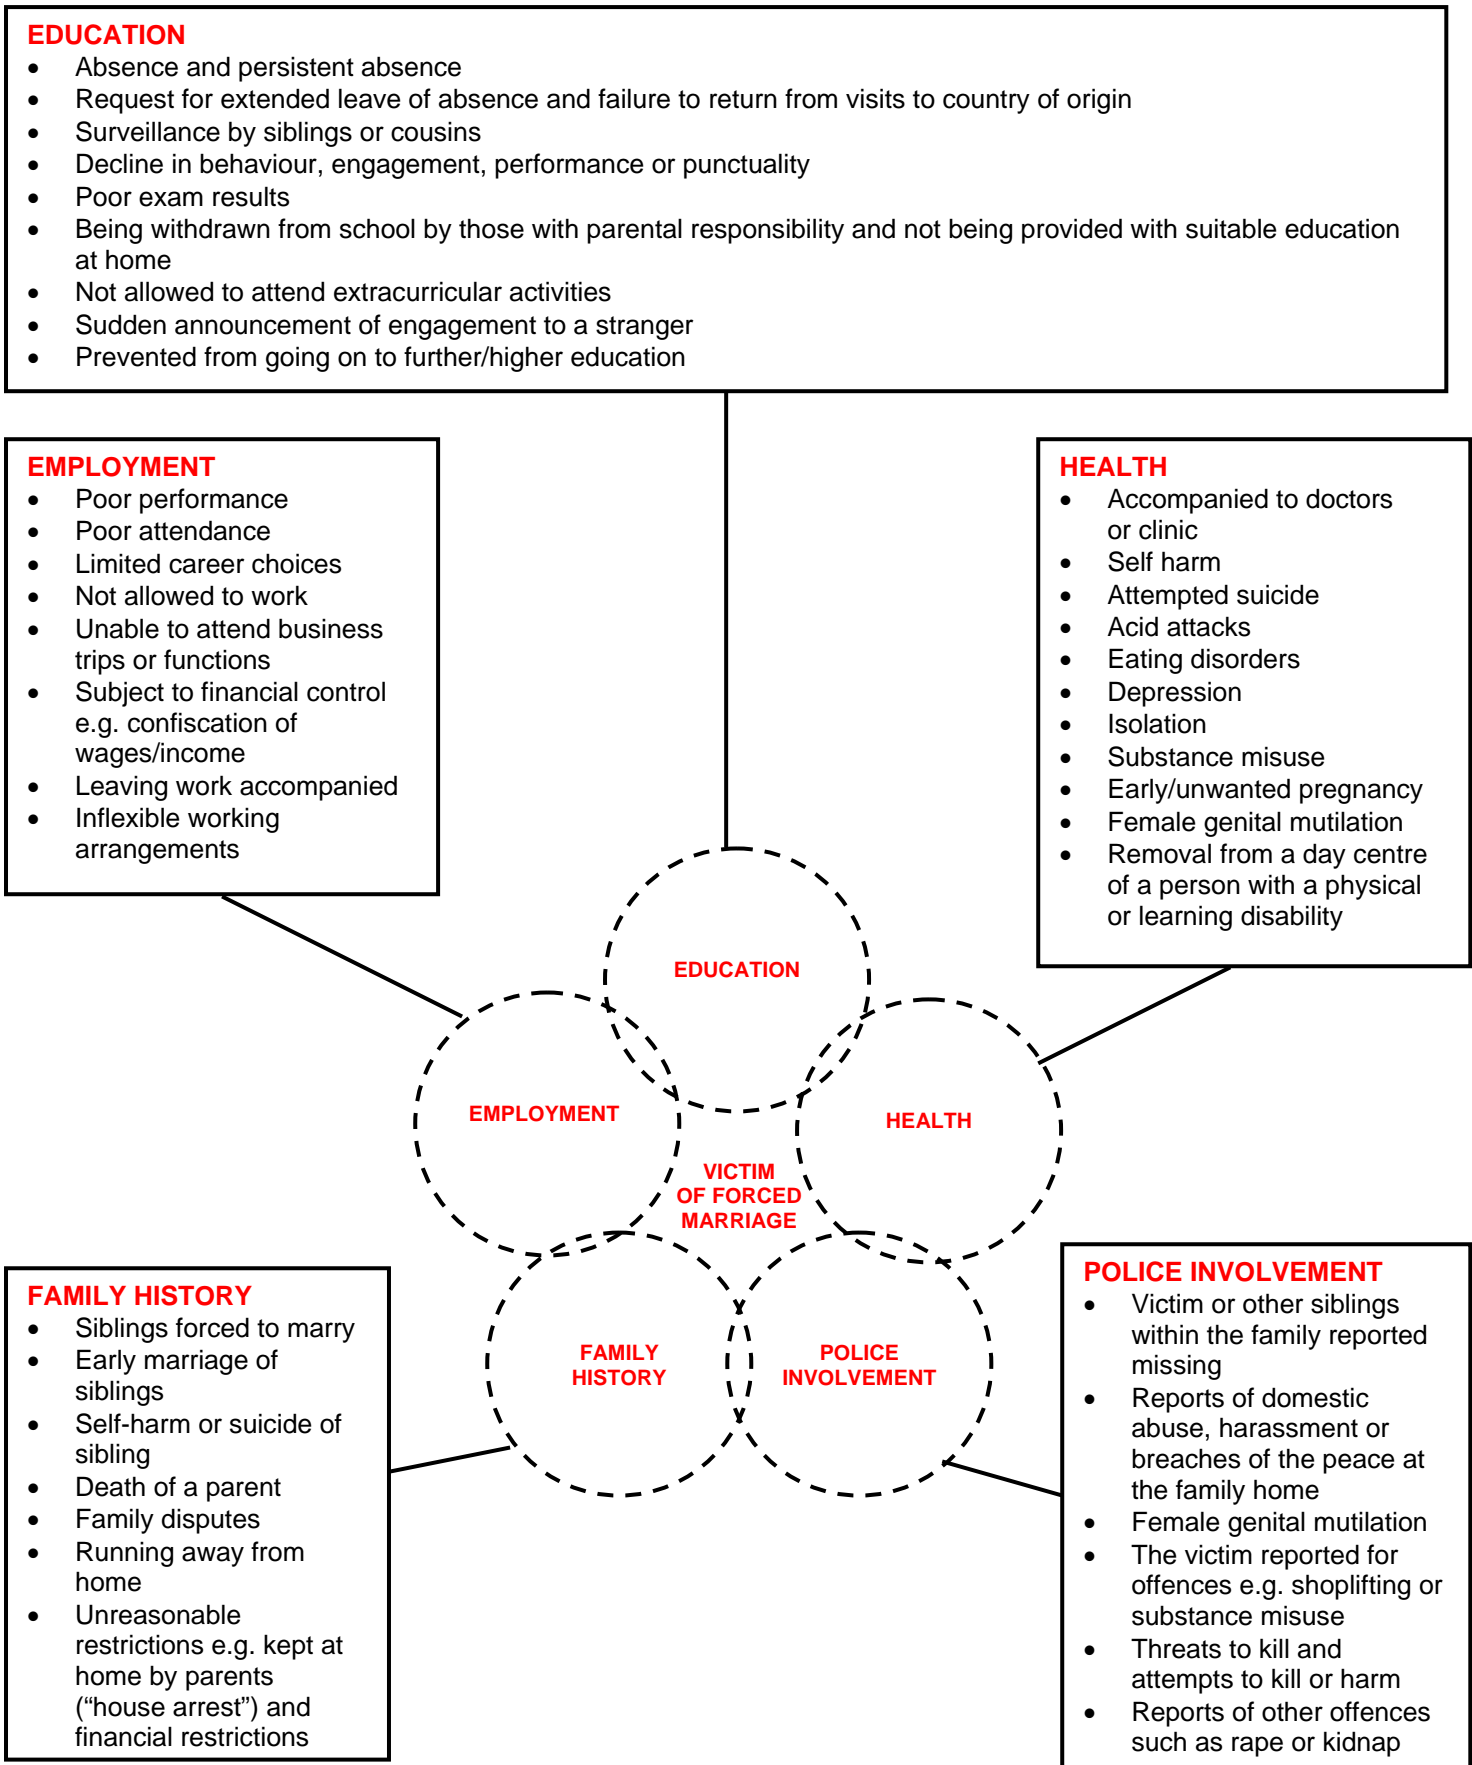 EDUCATION
• Absence and persistent absence
• Request for extended leave of absence and failure to return from visits to country of origin
• Surveillance by siblings or cousins
• Decline in behaviour, engagement, performance or punctuality
• Poor exam results
• Being withdrawn from school by those with parental responsibility and not being provided with suitable education
at home
• Not allowed to attend extracurricular activities
• Sudden announcement of engagement to a stranger
• Prevented from going on to further/higher education
EMPLOYMENT
• Poor performance
• Poor attendance
• Limited career choices
• Not allowed to work
• Unable to attend business
trips or functions
• Subject to financial control
e.g. confiscation of
wages/income
• Leaving work accompanied
• Inflexible working
arrangements
HEALTH
• Accompanied to doctors
or clinic
• Self harm
• Attempted suicide
• Acid attacks
• Eating disorders
• Depression
• Isolation
• Substance misuse
• Early/unwanted pregnancy
• Female genital mutilation
• Removal from a day centre
of a person with a physical
or learning disability
EDUCATION
EMPLOYMENT
HEALTH
VICTIM
OF FORCED
MARRIAGE
FAMILY
HISTORY
POLICE
INVOLVEMENT
FAMILY HISTORY
• Siblings forced to marry
• Early marriage of
siblings
• Self-harm or suicide of
sibling
• Death of a parent
• Family disputes
• Running away from
home
• Unreasonable
restrictions e.g. kept at
home by parents
(“house arrest”) and
financial restrictions
POLICE INVOLVEMENT
• Victim or other siblings
within the family reported
missing
• Reports of domestic
abuse, harassment or
breaches of the peace at
the family home
• Female genital mutilation
• The victim reported for
offences e.g. shoplifting or
substance misuse
• Threats to kill and
attempts to kill or harm
• Reports of other offences
such as rape or kidnap